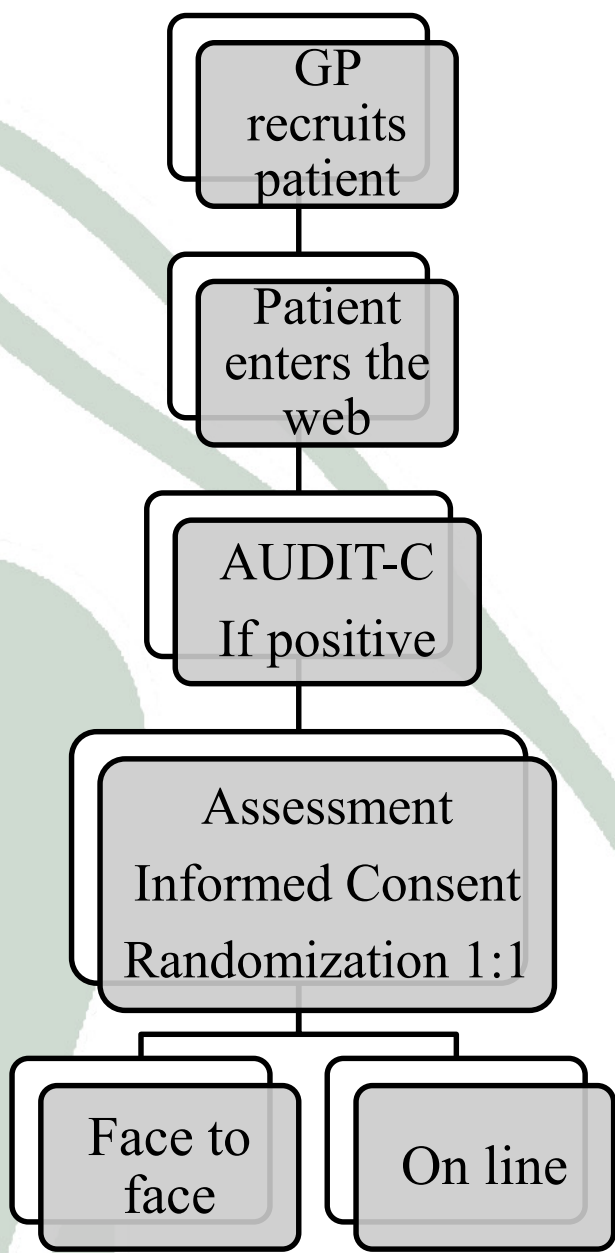 GP
recruits
patient
Patient
enters the
web
AUDIT-C
If positive
Assessment
Informed Consent
Randomization 1:1
Face to
face
On line